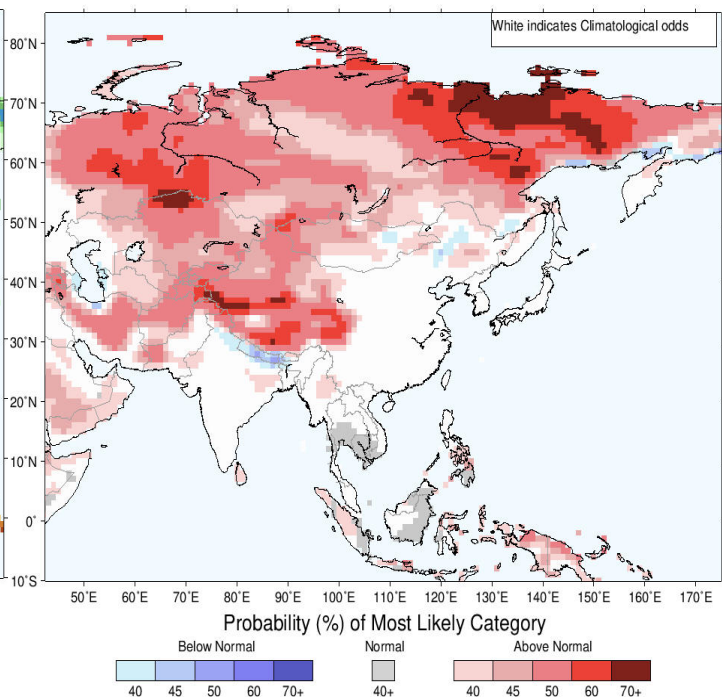 White indicates Climatological odds
80˚N
70˚N
60˚N
50˚N
40˚N
30˚N
20˚N
10˚N
0˚
10˚S
50˚E 60˚E 70˚E 80˚E 90˚E 100˚E 110˚E 120˚E 130˚E 140˚E 150˚E 160˚E 170˚E
Probability (%) of Most Likely Category
Below Normal Normal Above Normal
40 45 50 60 70+ 40+ 40 45 50 60 70+